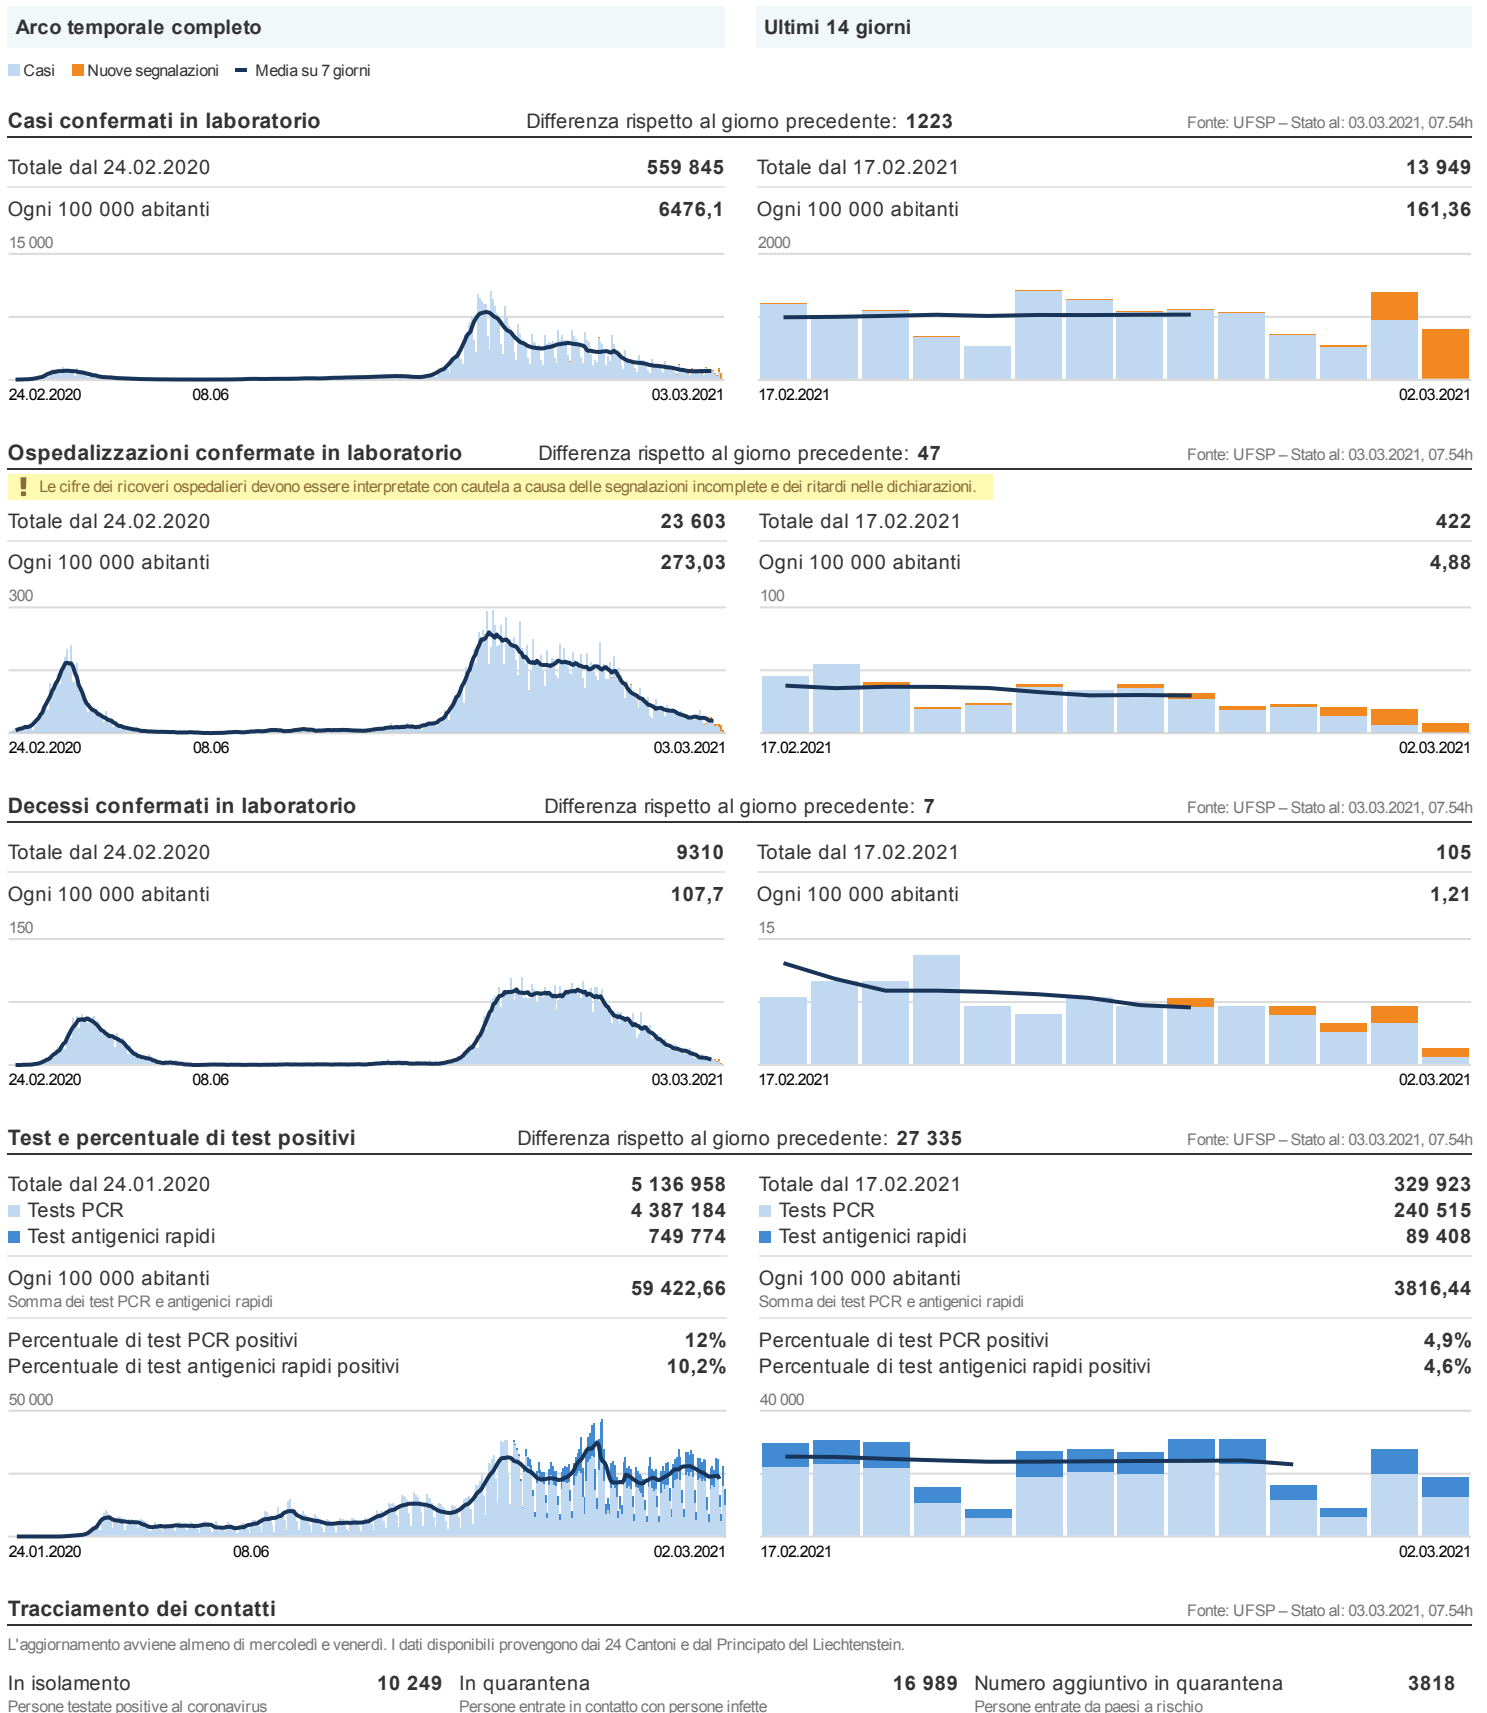 Arco temporale completo
Ultimi 14 giorni
Casi Nuove segnalazioni Media su 7 giorni
Casi confermati in laboratorio Differenza rispetto al giorno precedente: 1223 Fonte: UFSP – Stato al: 03.03.2021, 07.54h
Totale dal 24.02.2020 559 845 Totale dal 17.02.2021 13 949
Ogni 100 000 abitanti 6476,1 Ogni 100 000 abitanti 161,36
15 000 2000
24.02.2020 08.06 03.03.2021 17.02.2021 02.03.2021
Ospedalizzazioni confermate in laboratorio Differenza rispetto al giorno precedente: 47 Fonte: UFSP – Stato al: 03.03.2021, 07.54h
! Le cifre dei ricoveri ospedalieri devono essere interpretate con cautela a causa delle segnalazioni incomplete e dei ritardi nelle dichiarazioni.
Totale dal 24.02.2020 23 603 Totale dal 17.02.2021 422
Ogni 100 000 abitanti 273,03 Ogni 100 000 abitanti 4,88
300 100
24.02.2020 08.06 03.03.2021 17.02.2021 02.03.2021
Decessi confermati in laboratorio Differenza rispetto al giorno precedente: 7 Fonte: UFSP – Stato al: 03.03.2021, 07.54h
Totale dal 24.02.2020 9310 Totale dal 17.02.2021 105
Ogni 100 000 abitanti 107,7 Ogni 100 000 abitanti 1,21
150 15
24.02.2020 08.06 03.03.2021 17.02.2021 02.03.2021
Test e percentuale di test positivi Differenza rispetto al giorno precedente: 27 335 Fonte: UFSP – Stato al: 03.03.2021, 07.54h
Totale dal 24.01.2020 5 136 958 Totale dal 17.02.2021 329 923
Tests PCR 4 387 184 Tests PCR 240 515
Test antigenici rapidi 749 774 Test antigenici rapidi 89 408
Ogni 100 000 abitanti 59 422,66 Ogni 100 000 abitanti 3816,44
Somma dei test PCR e antigenici rapidi Somma dei test PCR e antigenici rapidi
Percentuale di test PCR positivi 12% Percentuale di test PCR positivi 4,9%
Percentuale di test antigenici rapidi positivi 10,2% Percentuale di test antigenici rapidi positivi 4,6%
50 000 40 000
24.01.2020 08.06 02.03.2021 17.02.2021 02.03.2021
Tracciamento dei contatti Fonte: UFSP – Stato al: 03.03.2021, 07.54h
L'aggiornamento avviene almeno di mercoledì e venerdì. I dati disponibili provengono dai 24 Cantoni e dal Principato del Liechtenstein.
In isolamento 10 249 In quarantena 16 989 Numero aggiuntivo in quarantena 3818
Persone testate positive al coronavirus Persone entrate in contatto con persone infette Persone entrate da paesi a rischio